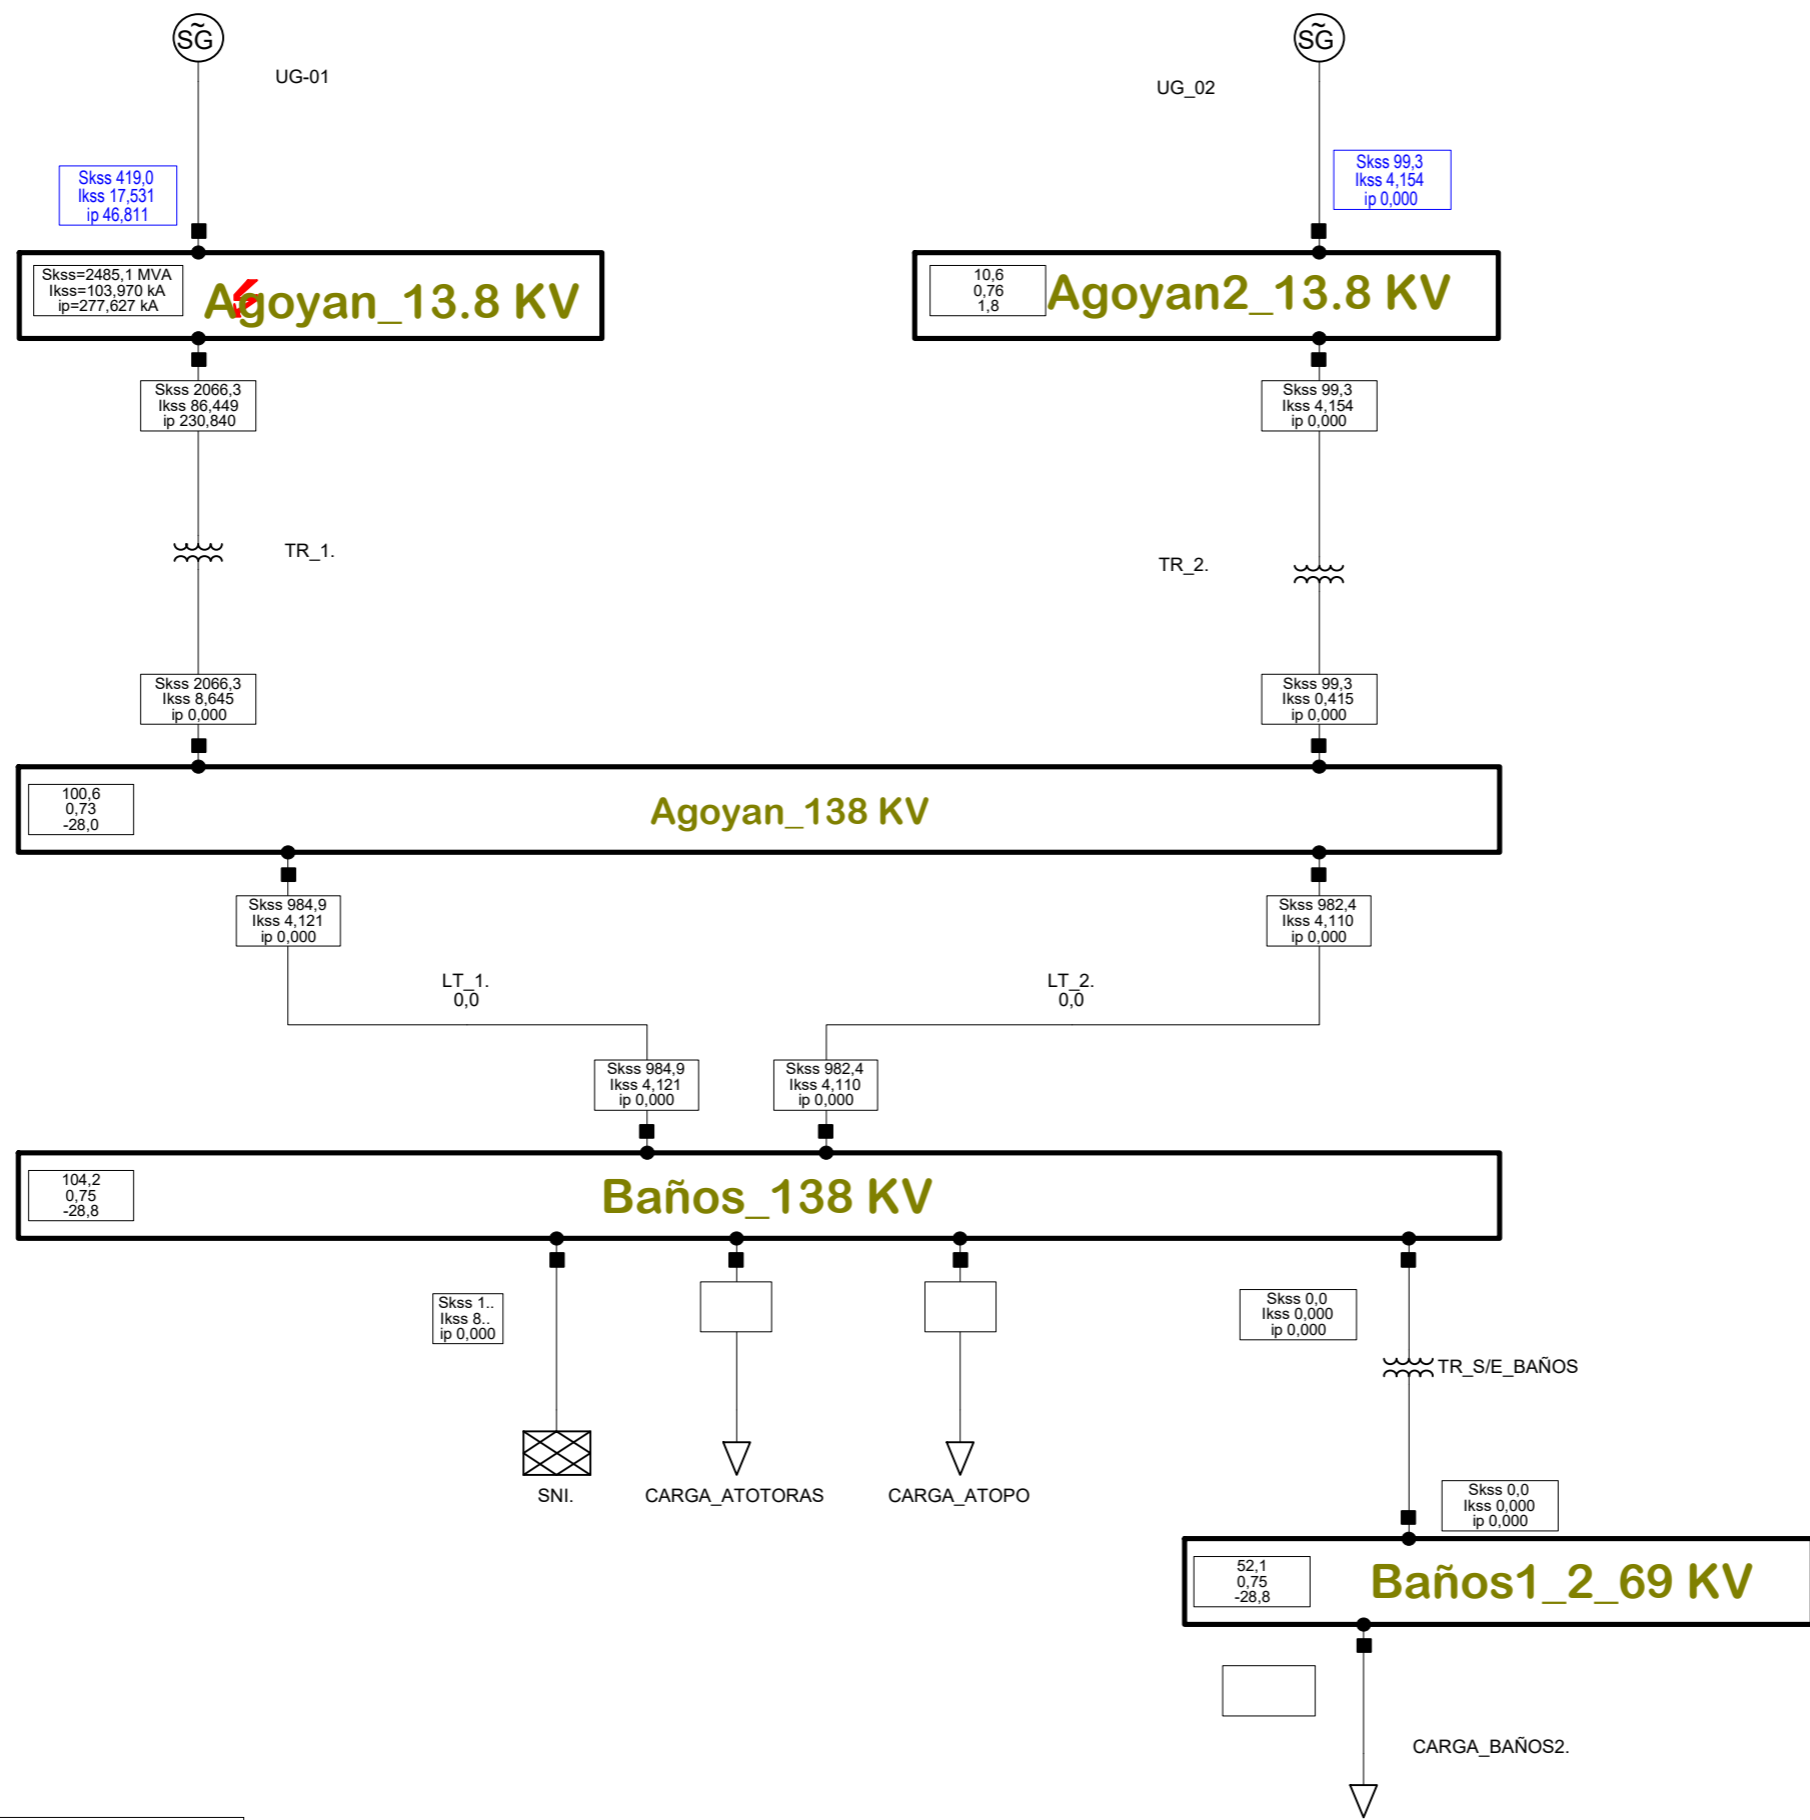 SG
SG
UG-01
UG_02
Skss 419,0
Ikss 17,531
ip 46,811
Skss 99,3
Ikss 4,154
ip 0,000
Skss=2485,1 MVA
Ikss=103,970 kA
ip=277,627 kA
Agoyan_13.8 KV
10,6
0,76
1,8
Agoyan2_13.8 KV
Skss 2066,3
Ikss 86,449
ip 230,840
Skss 99,3
Ikss 4,154
ip 0,000
TR_1.
TR_2.
Skss 2066,3
Ikss 8,645
ip 0,000
Skss 99,3
Ikss 0,415
ip 0,000
100,6
0,73
-28,0
Agoyan_138 KV
Skss 984,9
Ikss 4,121
ip 0,000
Skss 982,4
Ikss 4,110
ip 0,000
LT_1.
0,0
LT_2.
0,0
Skss 984,9
Ikss 4,121
ip 0,000
Skss 982,4
Ikss 4,110
ip 0,000
104,2
0,75
-28,8
Baños_138 KV
Skss 1..
Ikss 8..
ip 0,000
Skss 0,0
Ikss 0,000
ip 0,000
TR_S/E_BAÑOS
SNI.
CARGA_ATOTORAS
CARGA_ATOPO
Skss 0,0
Ikss 0,000
ip 0,000
52,1
0,75
-28,8
Baños1_2_69 KV
CARGA_BAÑOS2.